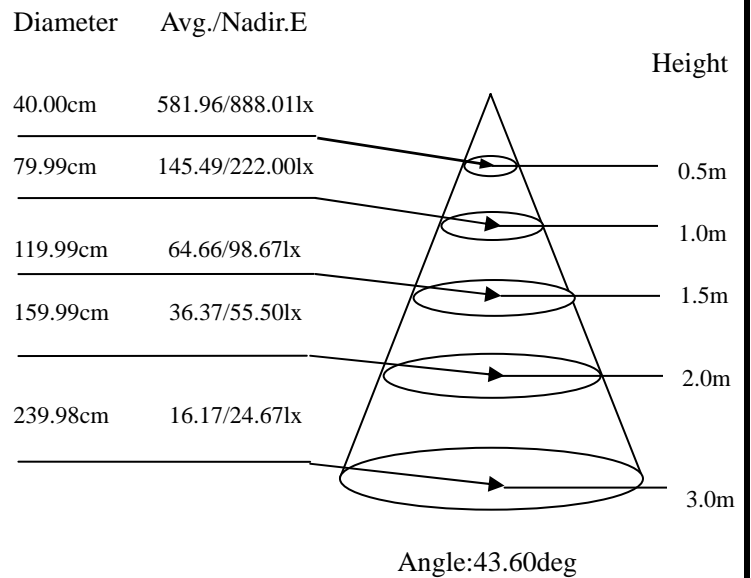 Diameter Avg./Nadir.E
Height
40.00cm 581.96/888.01lx
0.5m
79.99cm 145.49/222.00lx
1.0m
119.99cm 64.66/98.67lx
1.5m
159.99cm 36.37/55.50lx
2.0m
239.98cm 16.17/24.67lx
3.0m
Angle:43.60deg